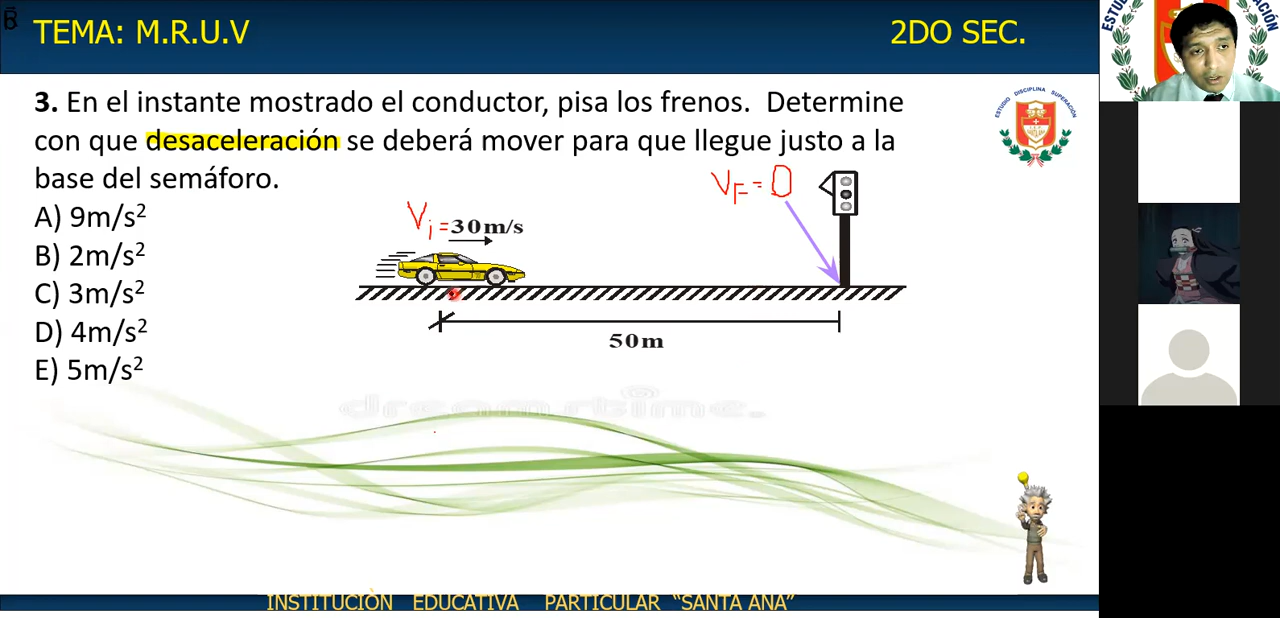 TEMA: M.R.U.V
2DO SEC.
3. En el instante mostrado el conductor, pisa los frenos. Determine
con que desaceleración se deberá mover para que llegue justo a la
base del semáforo.
A) 9m/s²
B) 2m/s²
C) 3m/s²
D) 4m/s²
E) 5m/s²
Vi = 30m/s
VF = 0
50m
ESTUDIO DISCIPLINA SUPERACIÓN
dreamstime.
INSTITUCIÒN EDUCATIVA PARTICULAR “SANTA ANA”